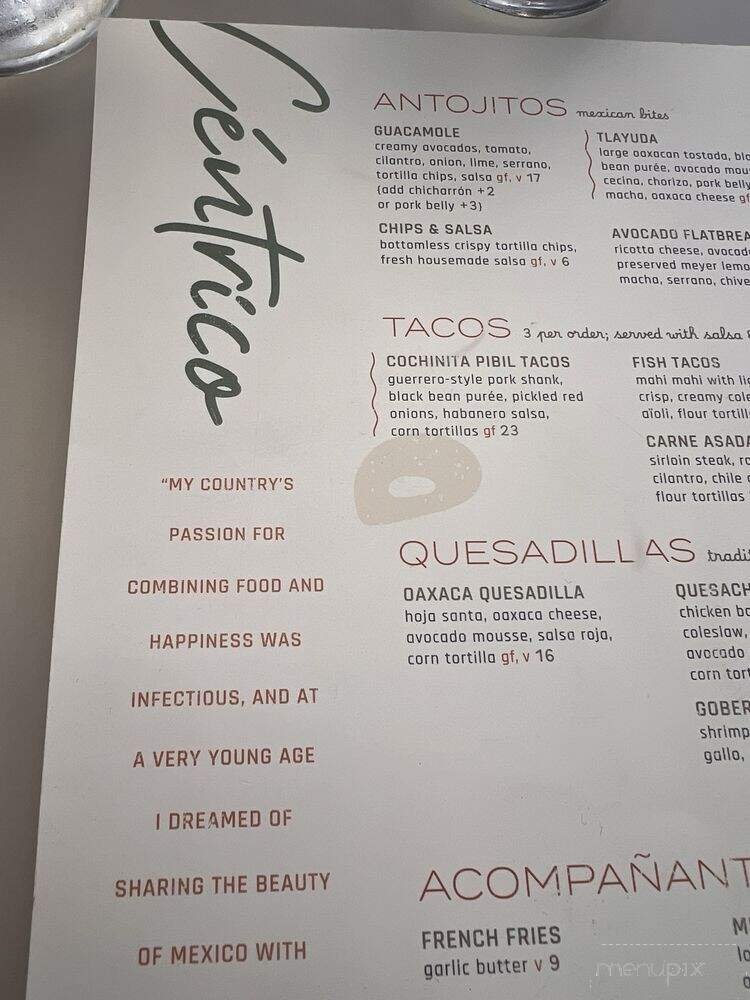 Céntrico
"MY COUNTRY'S
PASSION FOR
COMBINING FOOD AND
HAPPINESS WAS
INFECTIOUS, AND AT
A VERY YOUNG AGE
I DREAMED OF
SHARING THE BEAUTY
OF MEXICO WITH
ANTOJITOS mexican bites
GUACAMOLE
creamy avocados, tomato,
cilantro, onion, lime, serrano,
tortilla chips, salsa gf, v 17
(add chicharrón +2
or pork belly +3)
CHIPS & SALSA
bottomless crispy tortilla chips,
fresh housemade salsa gf, v 6
TLAYUDA
large oaxacan tostada,
bean purée, avocado
cecina, chorizo, pork belly
macha, oaxaca cheese gf
AVOCADO
ricotta cheese,
preserved meyer
macha, serrano,
TACOS 3 per order; served with salsa
COCHINITA PIBIL TACOS
guerrero-style pork shank,
black bean purée, pickled red
onions, habanero salsa,
corn tortillas gf 23
FISH TACOS
mahi mahi with
crisp, creamy
aïoli, flour
CARNE
sirloin steak,
cilantro, chile
flour tortillas
QUESADILLAS
OAXACA QUESADILLA
hoja santa, oaxaca cheese,
avocado mousse, salsa roja,
corn tortilla gf, v 16
chicken
coleslaw,
avocado
corn
shrimp
gallo,
ACOMPAÑANT
FRENCH FRIES
garlic butter v 9
menupix